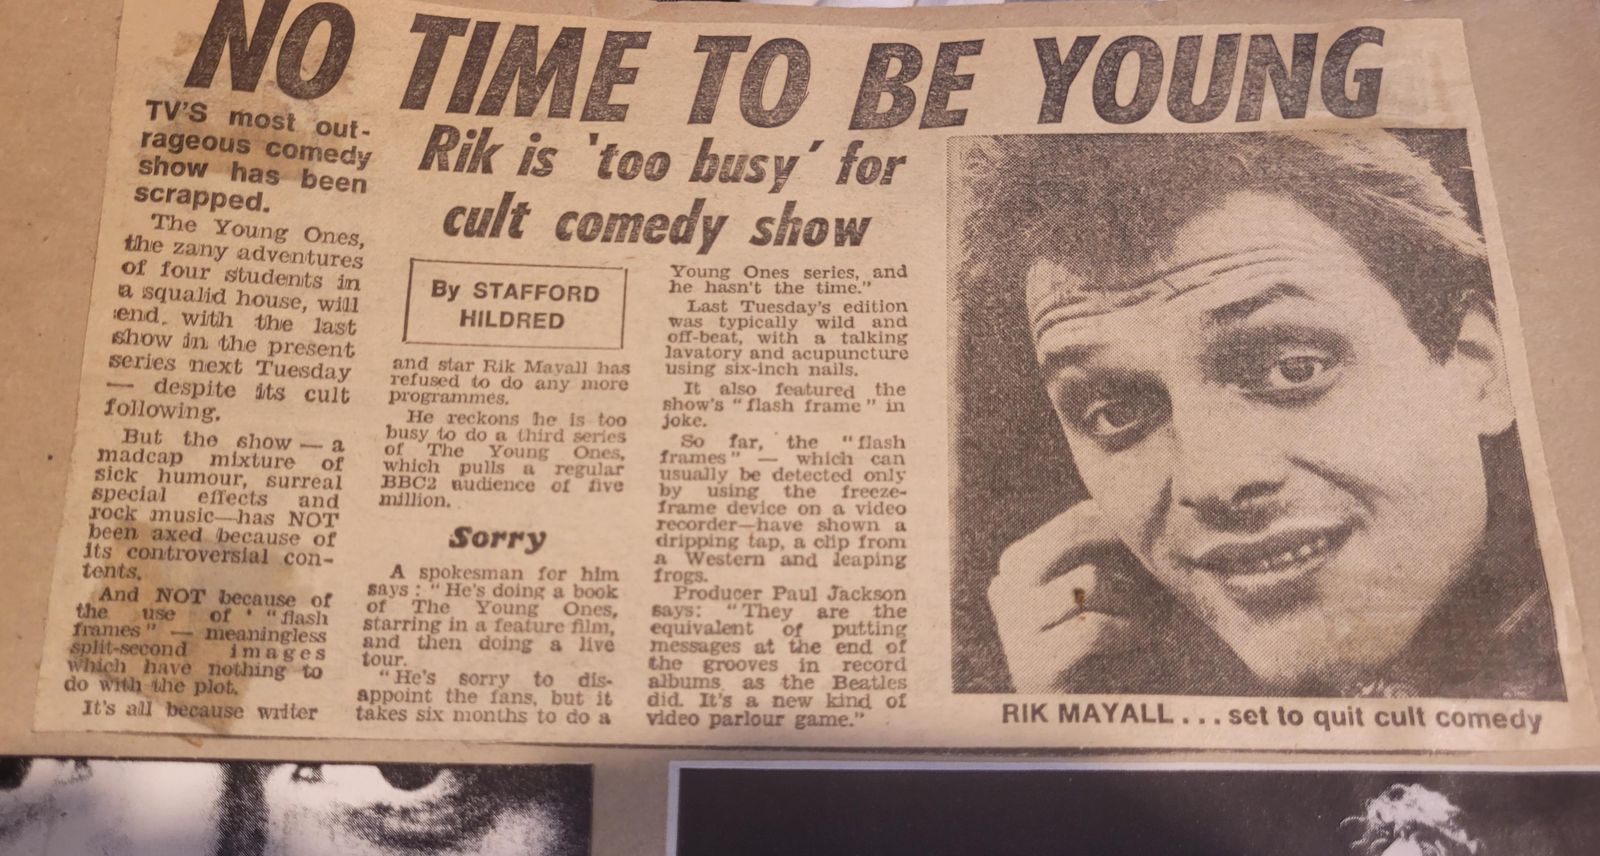 NO TIME TO BE YOUNG
Rik is 'too busy' for
cult comedy show
TV'S most out-
rageous comedy
show has been
scrapped.
The Young Ones,
the zany adventures
of four students in
a squalid house, will
end with the last
show in the present
series next Tuesday
— despite its cult
following.
But the show — a
madcap mixture of
sick humour, surreal
special effects and
rock music—has NOT
been axed because of
its controversial con-
tents.
And NOT because of
the use of "flash
frames" — meaningless
split-second images
which have nothing to
do with the plot.
It's all because writer
By STAFFORD
HILDRED
and star Rik Mayall has
refused to do any more
programmes.
He reckons he is too
busy to do a third series
of The Young Ones,
which pulls a regular
BBC2 audience of five
million.
Sorry
A spokesman for him
says: "He's doing a book
of The Young Ones,
starring in a feature film,
and then doing a live
tour.
"He's sorry to dis-
appoint the fans, but it
takes six months to do a
Young Ones series, and
he hasn't the time."
Last Tuesday's edition
was typically wild and
off-beat, with a talking
lavatory and acupuncture
using six-inch nails.
It also featured the
show's "flash frame" in
joke.
So far, the "flash
frames" — which can
usually be detected only
by using the freeze-
frame device on a video
recorder—have shown a
dripping tap, a clip from
a Western and leaping
frogs.
Producer Paul Jackson
says: "They are the
equivalent of putting
messages at the end of
the grooves in record
albums as the Beatles
did. It's a new kind of
video parlour game."
RIK MAYALL . . . set to quit cult comedy